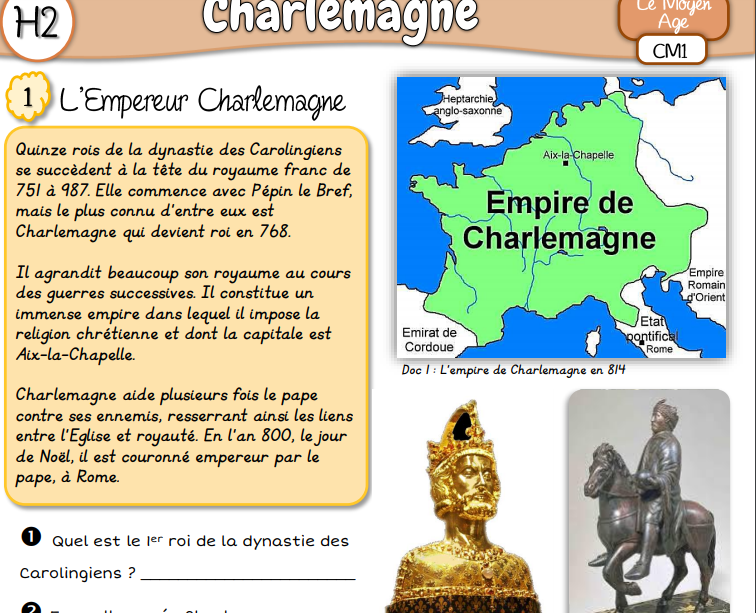 H2
Charlemagne
Le Moyen
Age
CM1
1
L'Empereur Charlemagne
Quinze rois de la dynastie des Carolingiens
se succèdent à la tête du royaume franc de
751 à 987. Elle commence avec Pépin le Bref,
mais le plus connu d'entre eux est
Charlemagne qui devient roi en 768.
Il agrandit beaucoup son royaume au cours
des guerres successives. Il constitue un
immense empire dans lequel il impose la
religion chrétienne et dont la capitale est
Aix-la-Chapelle.
Charlemagne aide plusieurs fois le pape
contre ses ennemis, resserrant ainsi les liens
entre l'Eglise et royauté. En l'an 800, le jour
de Noël, il est couronné empereur par le
pape, à Rome.
Heptarchie
anglo-saxonne
Aix-la-Chapelle
Empire de
Charlemagne
Empire
Romain
d'Orient
Etat
pontifical
Rome
Emirat de
Cordoue
Doc 1 : L'empire de Charlemagne en 814
1 Quel est le 1er roi de la dynastie des
Carolingiens ?
2